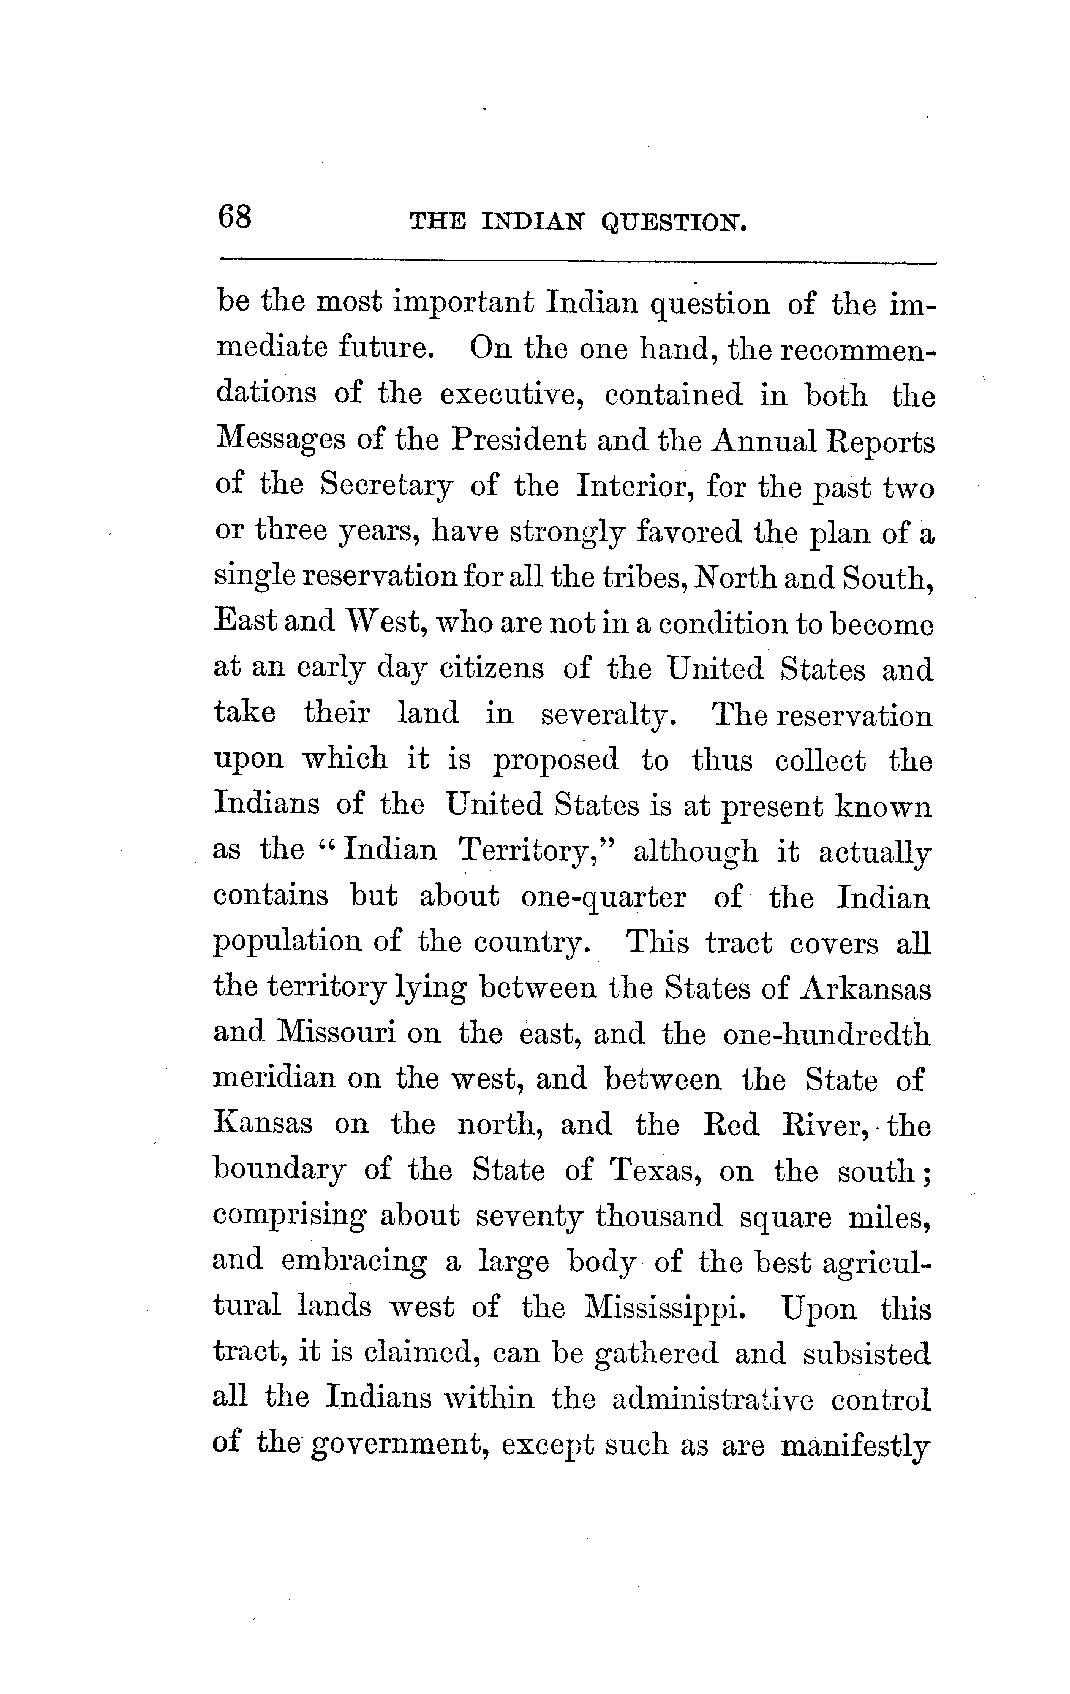 68 THE INDIAN QUESTION.
be the most important Indian question of the im-
mediate future. On the one hand, the recommen-
dations of the executive, contained in both the
Messages of the President and the Annual Reports
of the Secretary of the Interior, for the past two
or three years, have strongly favored the plan of a
single reservation for all the tribes, North and South,
East and West, who are not in a condition to become
at an early day citizens of the United States and
take their land in severalty. The reservation
upon which it is proposed to thus collect the
Indians of the United States is at present known
as the “Indian Territory,” although it actually
contains but about one-quarter of the Indian
population of the country. This tract covers all
the territory lying between the States of Arkansas
and Missouri on the east, and the one-hundredth
meridian on the west, and between the State of
Kansas on the north, and the Red River, the
boundary of the State of Texas, on the south;
comprising about seventy thousand square miles,
and embracing a large body of the best agricul-
tural lands west of the Mississippi. Upon this
tract, it is claimed, can be gathered and subsisted
all the Indians within the administrative control
of the government, except such as are manifestly